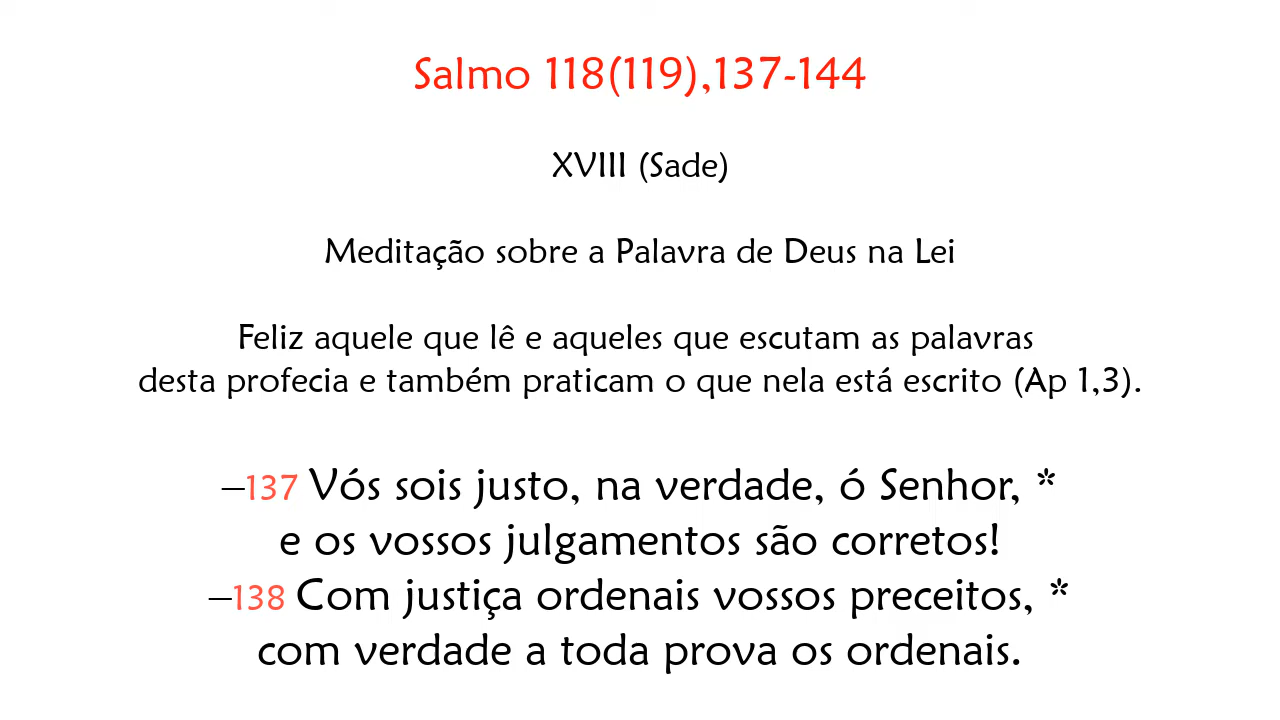 Salmo 118(119),137-144
XVIII (Sade)
Meditação sobre a Palavra de Deus na Lei
Feliz aquele que lê e aqueles que escutam as palavras
desta profecia e também praticam o que nela está escrito (Ap 1,3).
–137 Vós sois justo, na verdade, ó Senhor, *
e os vossos julgamentos são corretos!
–138 Com justiça ordenais vossos preceitos, *
com verdade a toda prova os ordenais.